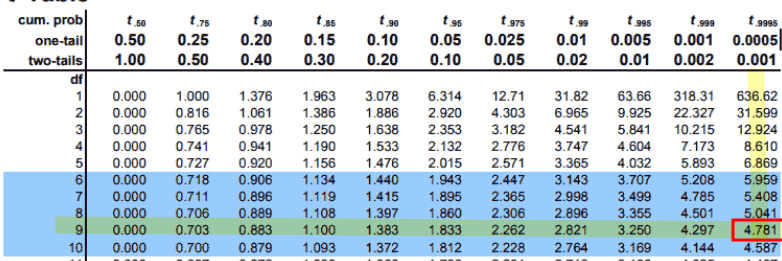 cum. prob t .50 t .75 t .80 t .85 t .90 t .95 t .975 t .99 t .995 t .999 t .9995
one-tail 0.50 0.25 0.20 0.15 0.10 0.05 0.025 0.01 0.005 0.001 0.0005
two-tails 1.00 0.50 0.40 0.30 0.20 0.10 0.05 0.02 0.01 0.002 0.001
df
1 0.000 1.000 1.376 1.963 3.078 6.314 12.71 31.82 63.66 318.31 636.62
2 0.000 0.816 1.061 1.386 1.886 2.920 4.303 6.965 9.925 22.327 31.599
3 0.000 0.765 0.978 1.250 1.638 2.353 3.182 4.541 5.841 10.215 12.924
4 0.000 0.741 0.941 1.190 1.533 2.132 2.776 3.747 4.604 7.173 8.610
5 0.000 0.727 0.920 1.156 1.476 2.015 2.571 3.365 4.032 5.893 6.869
6 0.000 0.718 0.906 1.134 1.440 1.943 2.447 3.143 3.707 5.208 5.959
7 0.000 0.711 0.896 1.119 1.415 1.895 2.365 2.998 3.499 4.785 5.408
8 0.000 0.706 0.889 1.108 1.397 1.860 2.306 2.896 3.355 4.501 5.041
9 0.000 0.703 0.883 1.100 1.383 1.833 2.262 2.821 3.250 4.297 4.781
10 0.000 0.700 0.879 1.093 1.372 1.812 2.228 2.764 3.169 4.144 4.587